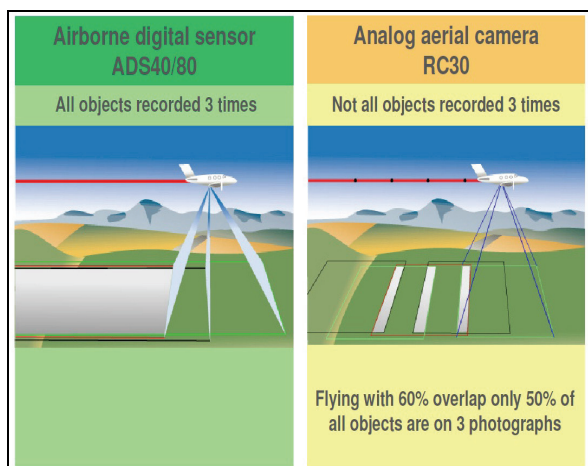 Airborne digital sensor
ADS40/80
All objects recorded 3 times
Analog aerial camera
RC30
Not all objects recorded 3 times
Flying with 60% overlap only 50% of
all objects are on 3 photographs